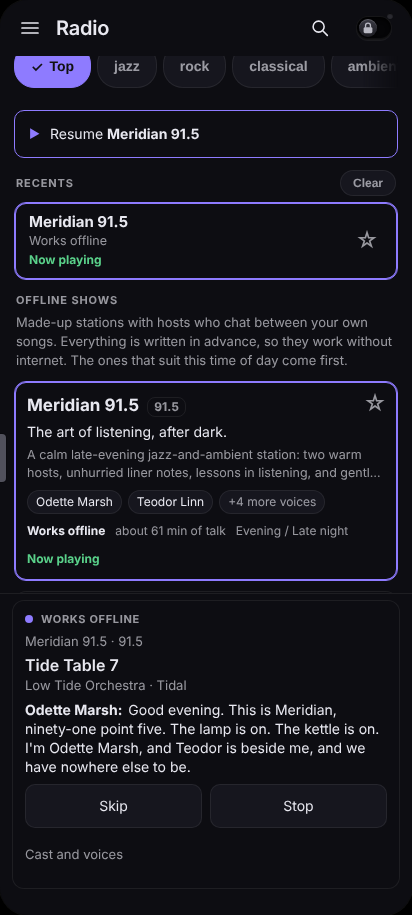 Radio
Top
jazz
rock
classical
ambien
Resume Meridian 91.5
RECENTS
Clear
Meridian 91.5
Works offline
Now playing
OFFLINE SHOWS
Made-up stations with hosts who chat between your own
songs. Everything is written in advance, so they work without
internet. The ones that suit this time of day come first.
Meridian 91.5
91.5
The art of listening, after dark.
A calm late-evening jazz-and-ambient station: two warm
hosts, unhurried liner notes, lessons in listening, and gentl...
Odette Marsh
Teodor Linn
+4 more voices
Works offline about 61 min of talk Evening / Late night
Now playing
WORKS OFFLINE
Meridian 91.5 · 91.5
Tide Table 7
Low Tide Orchestra · Tidal
Odette Marsh: Good evening. This is Meridian,
ninety-one point five. The lamp is on. The kettle is on.
I'm Odette Marsh, and Teodor is beside me, and we
have nowhere else to be.
Skip
Stop
Cast and voices